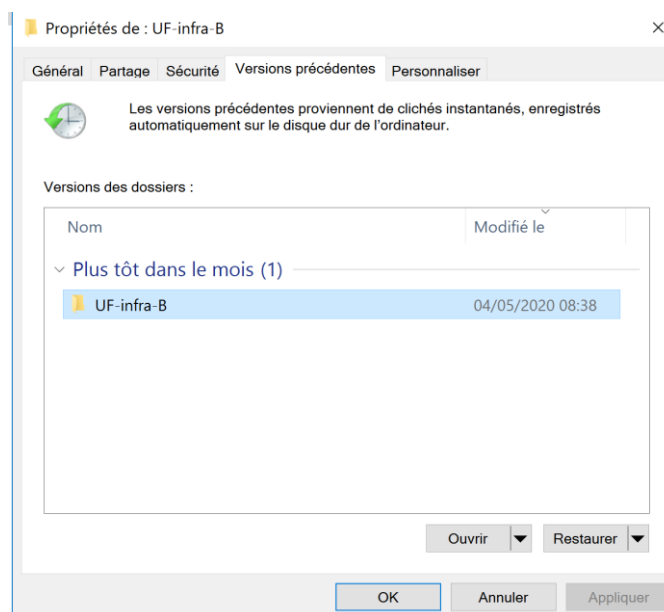 Propriétés de : UF-infra-B
Général Partage Sécurité Versions précédentes Personnaliser
Les versions précédentes proviennent de clichés instantanés, enregistrés
automatiquement sur le disque dur de l'ordinateur.
Versions des dossiers :
Nom Modifié le
Plus tôt dans le mois (1)
UF-infra-B 04/05/2020 08:38
Ouvrir Restaurer
OK Annuler Appliquer